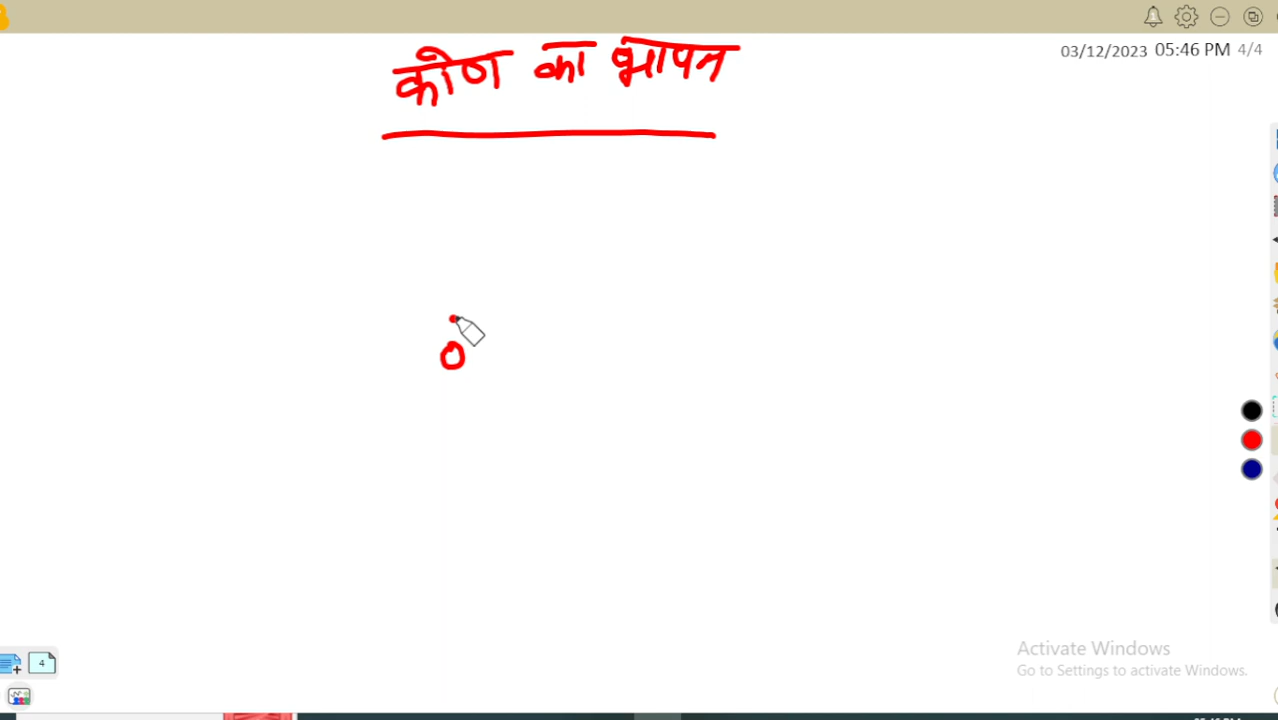 03/12/2023 05:46 PM 4/4
कोण का मापन
O
4
Activate Windows
Go to Settings to activate Windows.